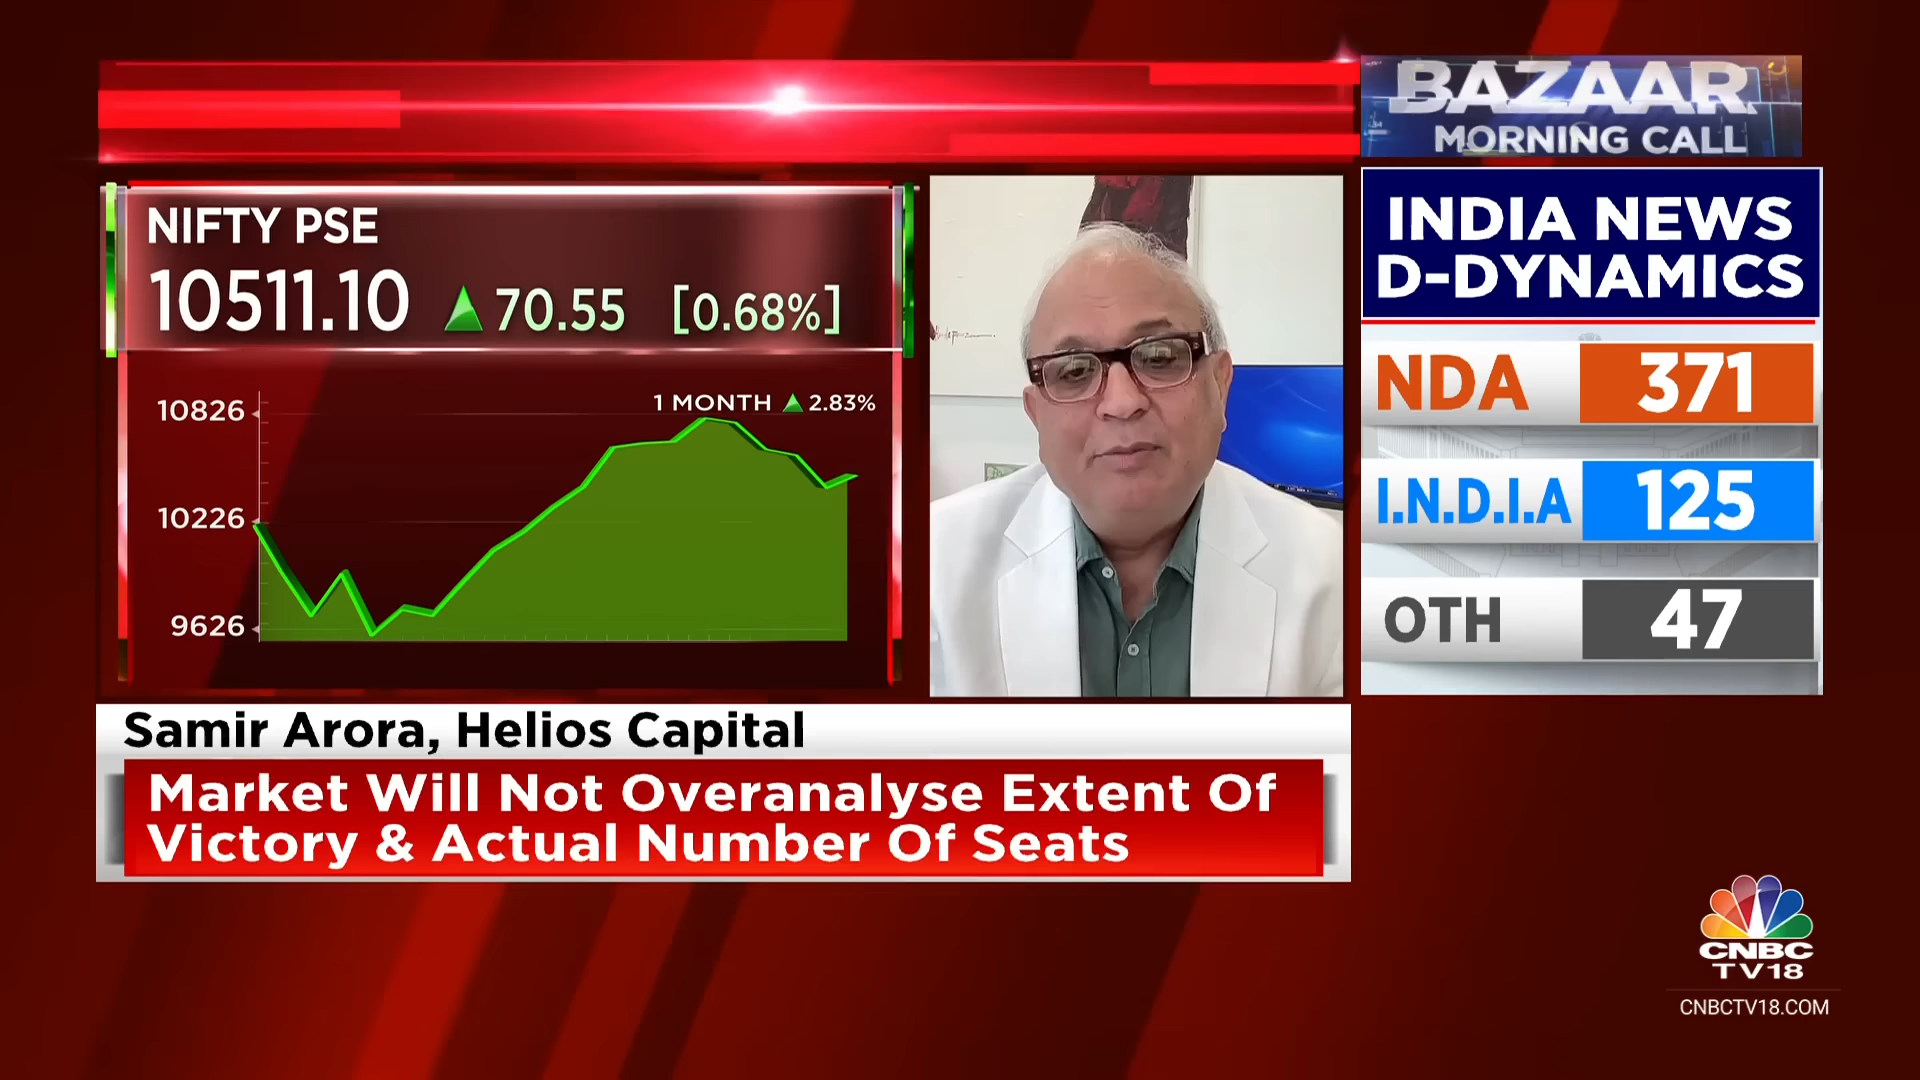 BAZAAR
MORNING CALL
NIFTY PSE
10511.10 ▲ 70.55 [0.68%]
1 MONTH ▲ 2.83%
10826
10226
9626
INDIA NEWS
D-DYNAMICS
NDA 371
I.N.D.I.A 125
OTH 47
Samir Arora, Helios Capital
Market Will Not Overanalyse Extent Of
Victory & Actual Number Of Seats
CNBC
TV18
CNBCTV18.COM